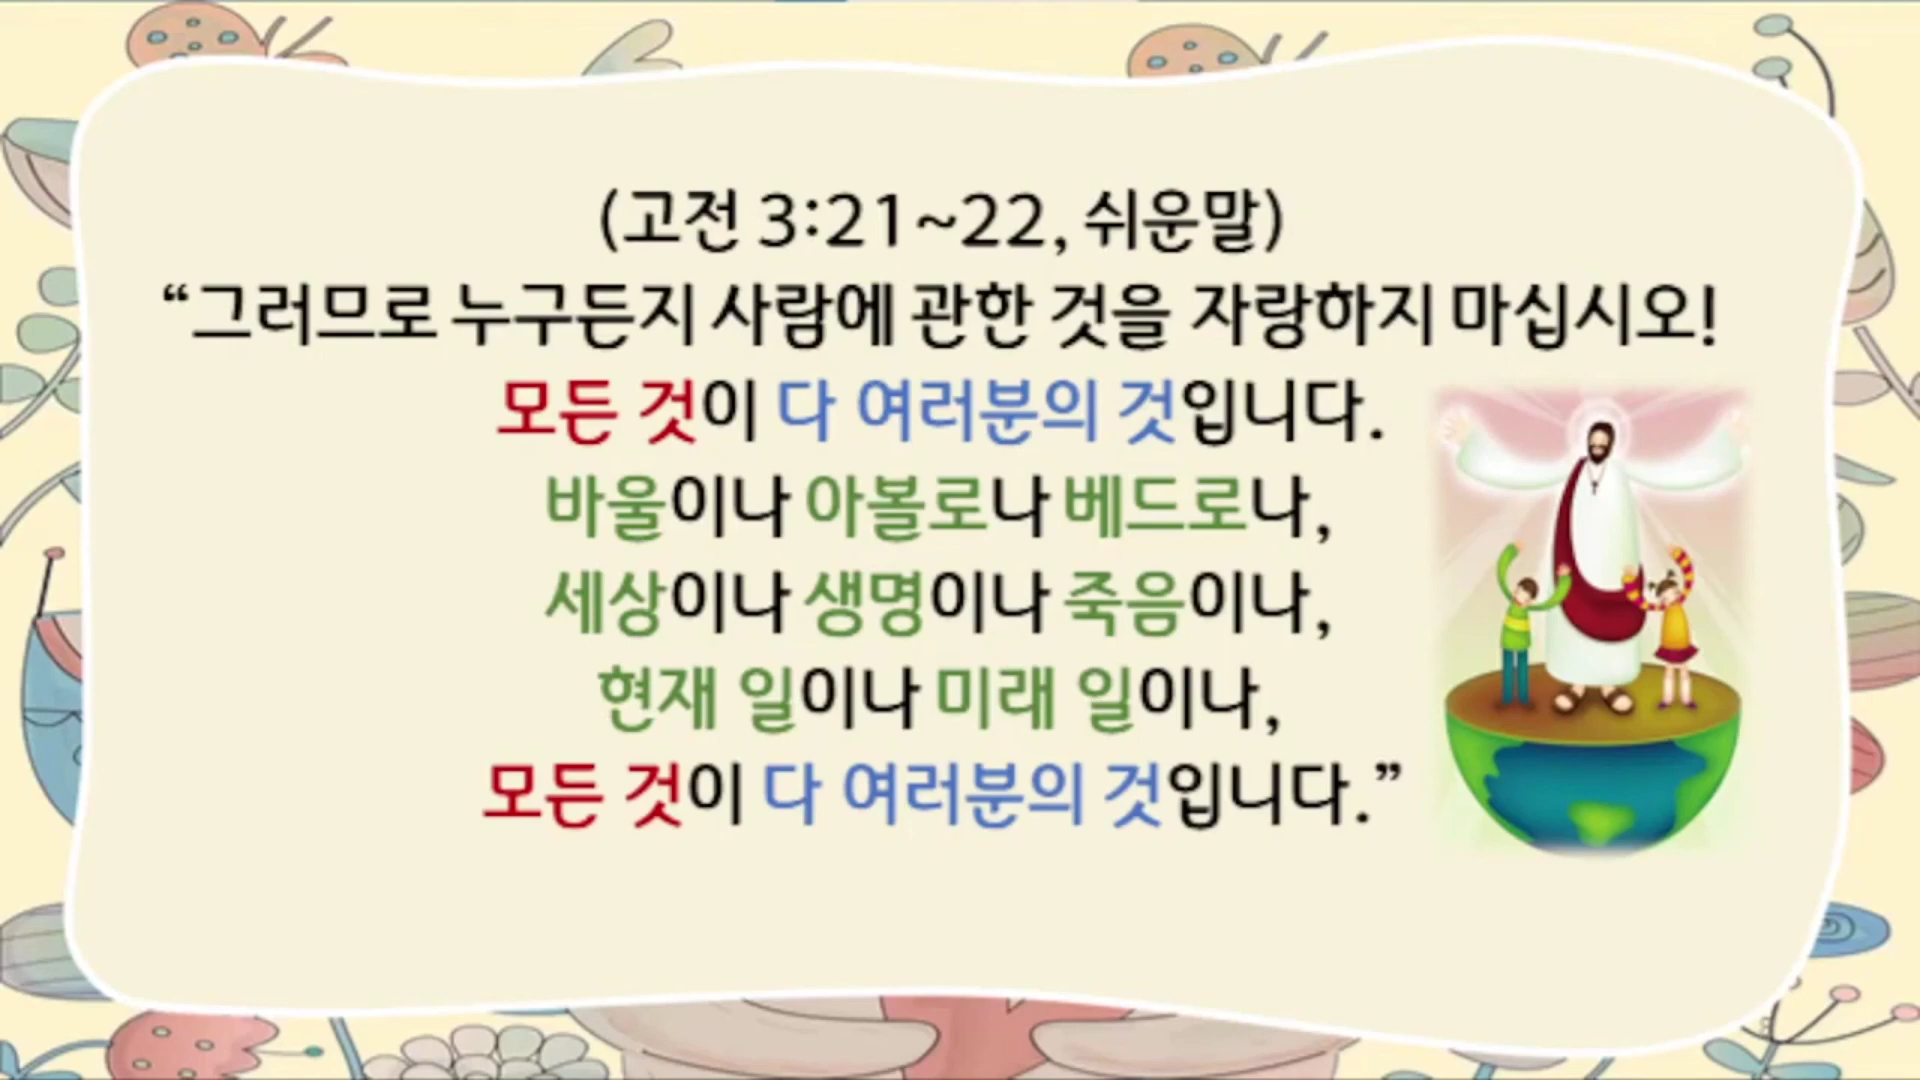 (고전 3:21~22, 쉬운말)
“그러므로 누구든지 사람에 관한 것을 자랑하지 마십시오!
모든 것이 다 여러분의 것입니다.
바울이나 아볼로나 베드로나,
세상이나 생명이나 죽음이나,
현재 일이나 미래 일이나,
모든 것이 다 여러분의 것입니다.”